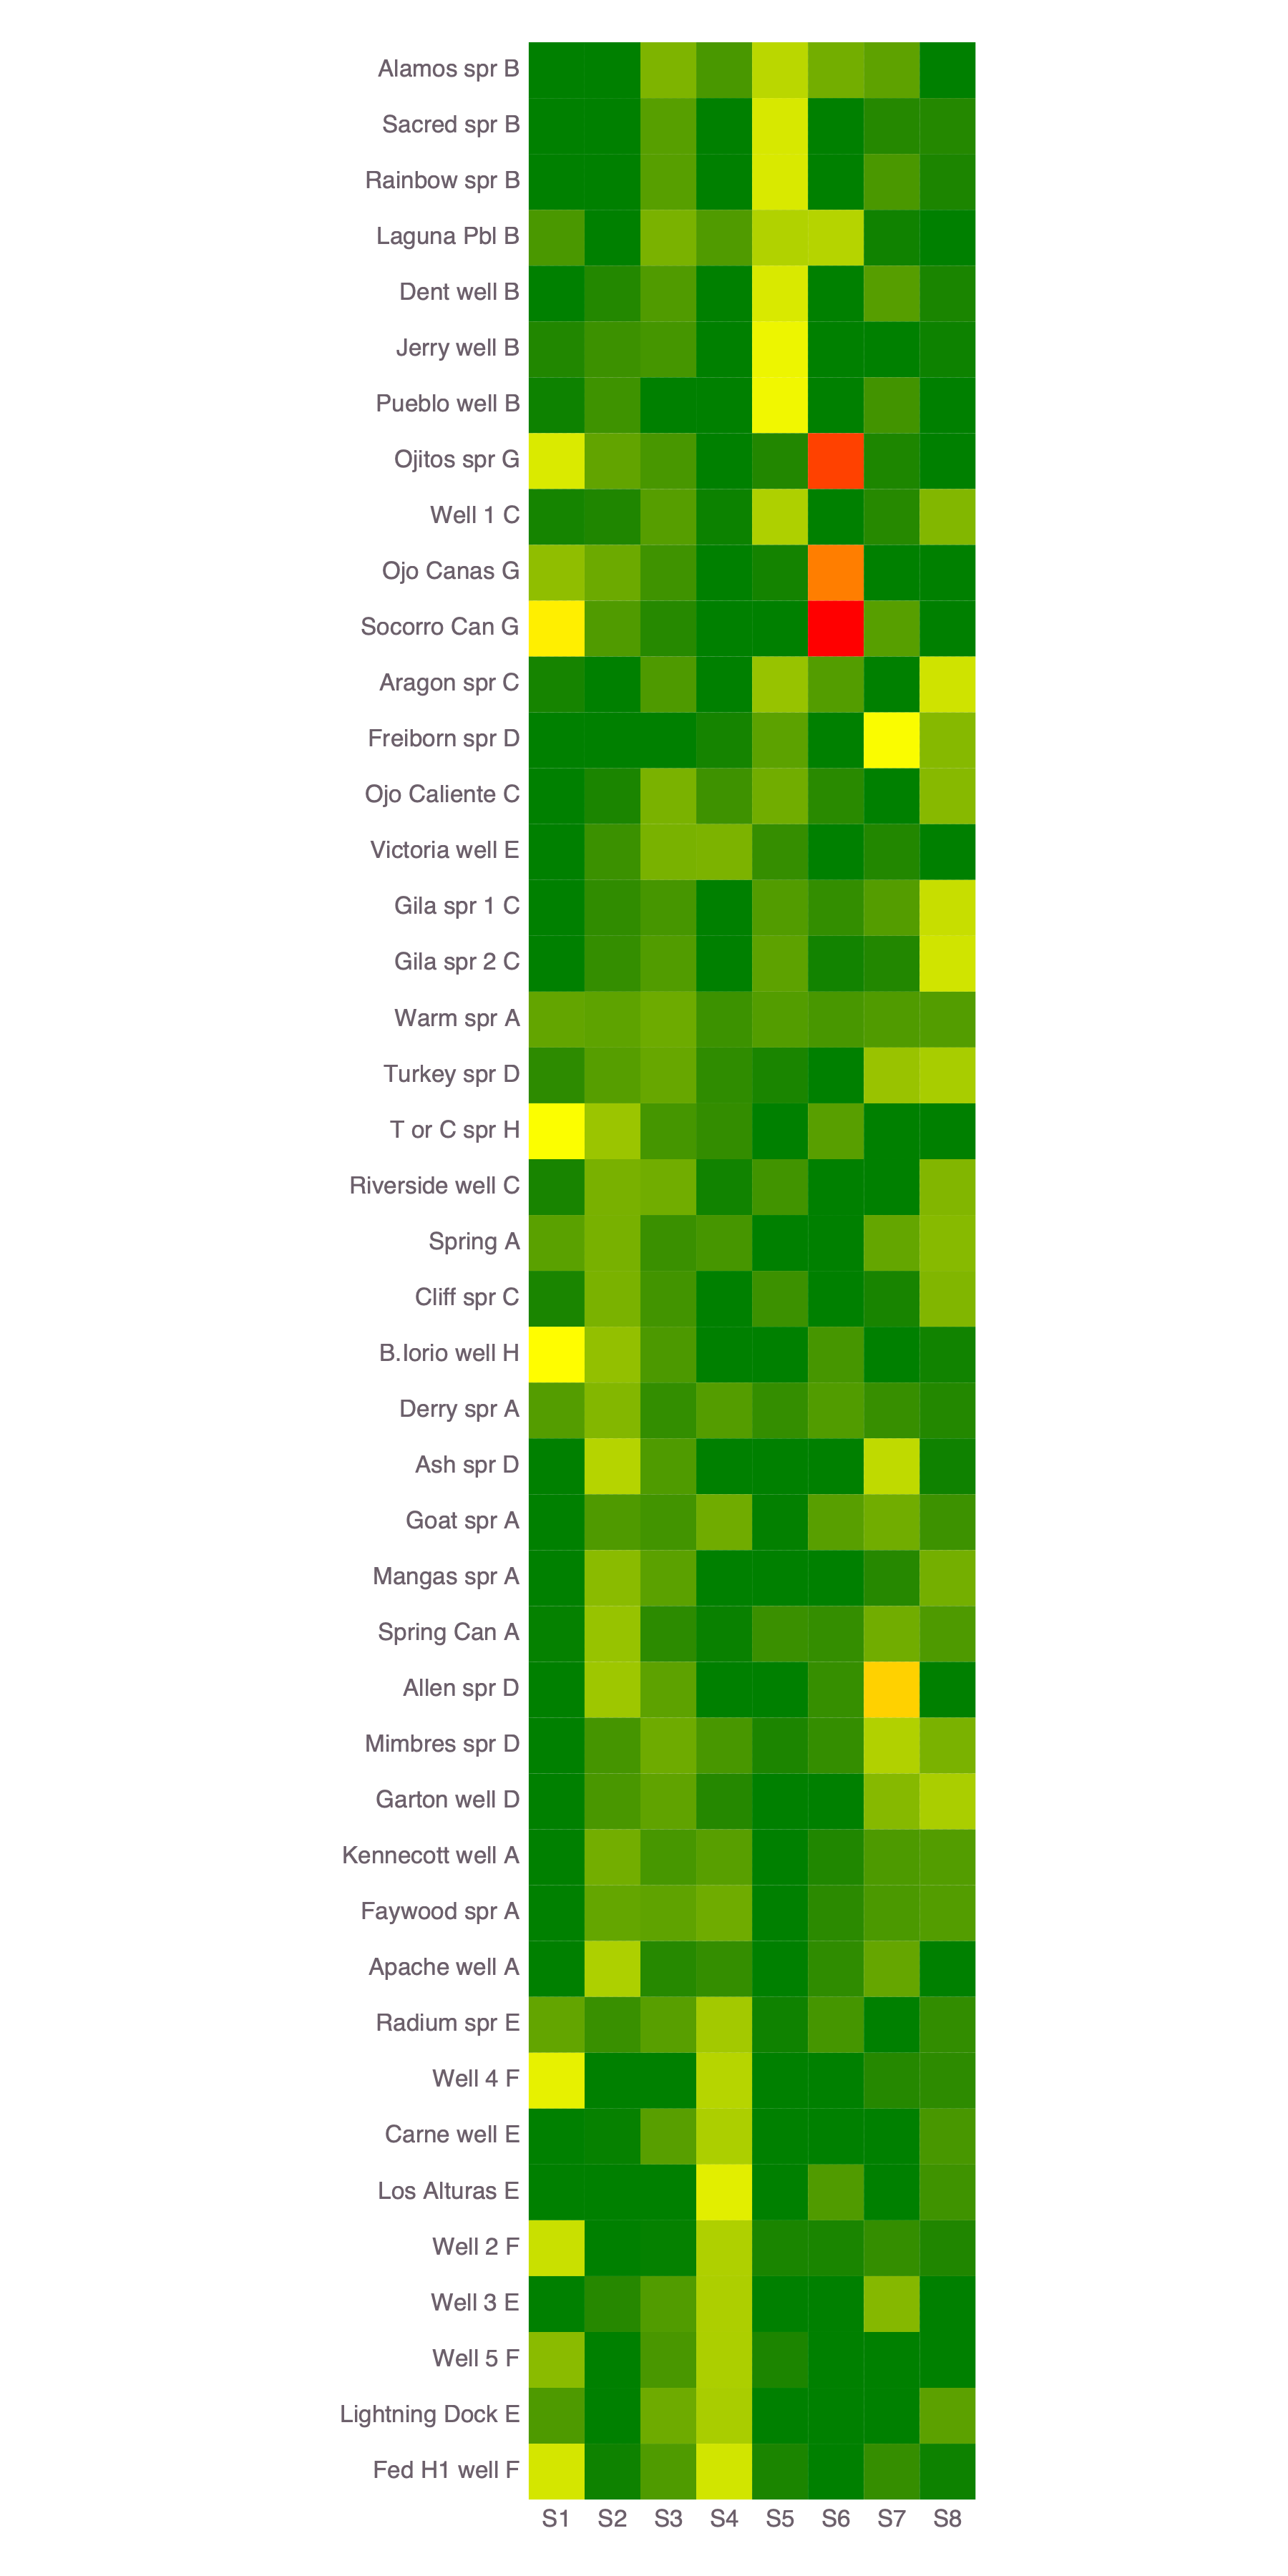 Alamos spr B
Sacred spr B
Rainbow spr B
Laguna Pbl B
Dent well B
Jerry well B
Pueblo well B
Ojitos spr G
Well 1 C
Ojo Canas G
Socorro Can G
Aragon spr C
Freiborn spr D
Ojo Caliente C
Victoria well E
Gila spr 1 C
Gila spr 2 C
Warm spr A
Turkey spr D
T or C spr H
Riverside well C
Spring A
Cliff spr C
B.Iorio well H
Derry spr A
Ash spr D
Goat spr A
Mangas spr A
Spring Can A
Allen spr D
Mimbres spr D
Garton well D
Kennecott well A
Faywood spr A
Apache well A
Radium spr E
Well 4 F
Carne well E
Los Alturas E
Well 2 F
Well 3 E
Well 5 F
Lightning Dock E
Fed H1 well F
S1 S2 S3 S4 S5 S6 S7 S8